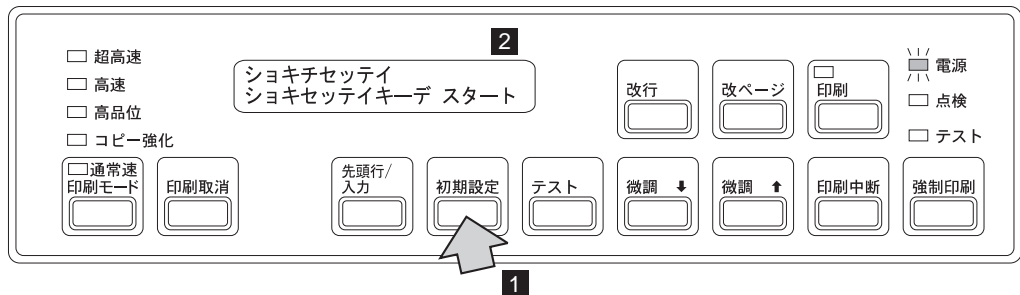 2
超高速
高速
高品位
コピー強化
ショキチセッテイ
ショキセッテイキーデ スタート
改行
改ページ
印刷
電源
点検
テスト
通常速
印刷モード
印刷取消
先頭行/
入力
初期設定
テスト
微調 ⬇
微調 ⬆
印刷中断
強制印刷
1